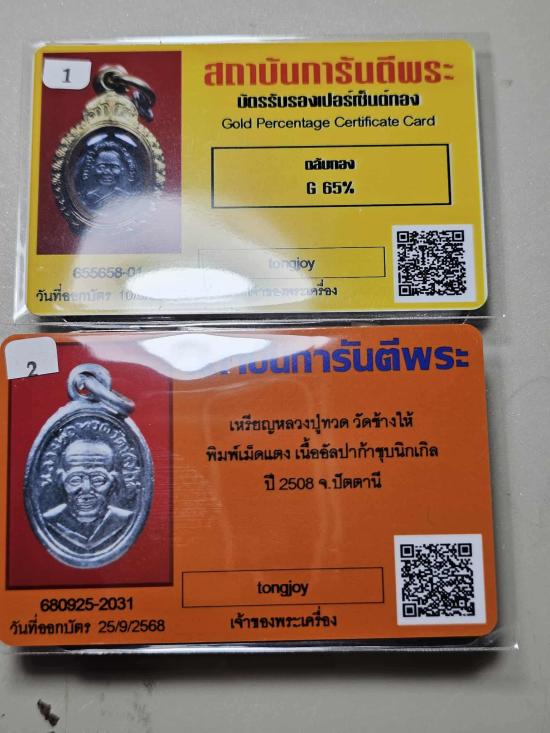 1
สถาบันการันตีพระ
บัตรรับรองเปอร์เซ็นต์ทอง
Gold Percentage Certificate Card
ตลับทอง
G 65%
655658-01
tongjoy
วันที่ออกบัตร 10/
เจ้าของพระเครื่อง
2
บันการันตีพระ
เหรียญหลวงปู่ทวด วัดช้างให้
พิมพ์เม็ดแตง เนื้ออัลปาก้าชุบนิกเกิล
ปี 2508 จ.ปัตตานี
680925-2031
tongjoy
วันที่ออกบัตร 25/9/2568
เจ้าของพระเครื่อง